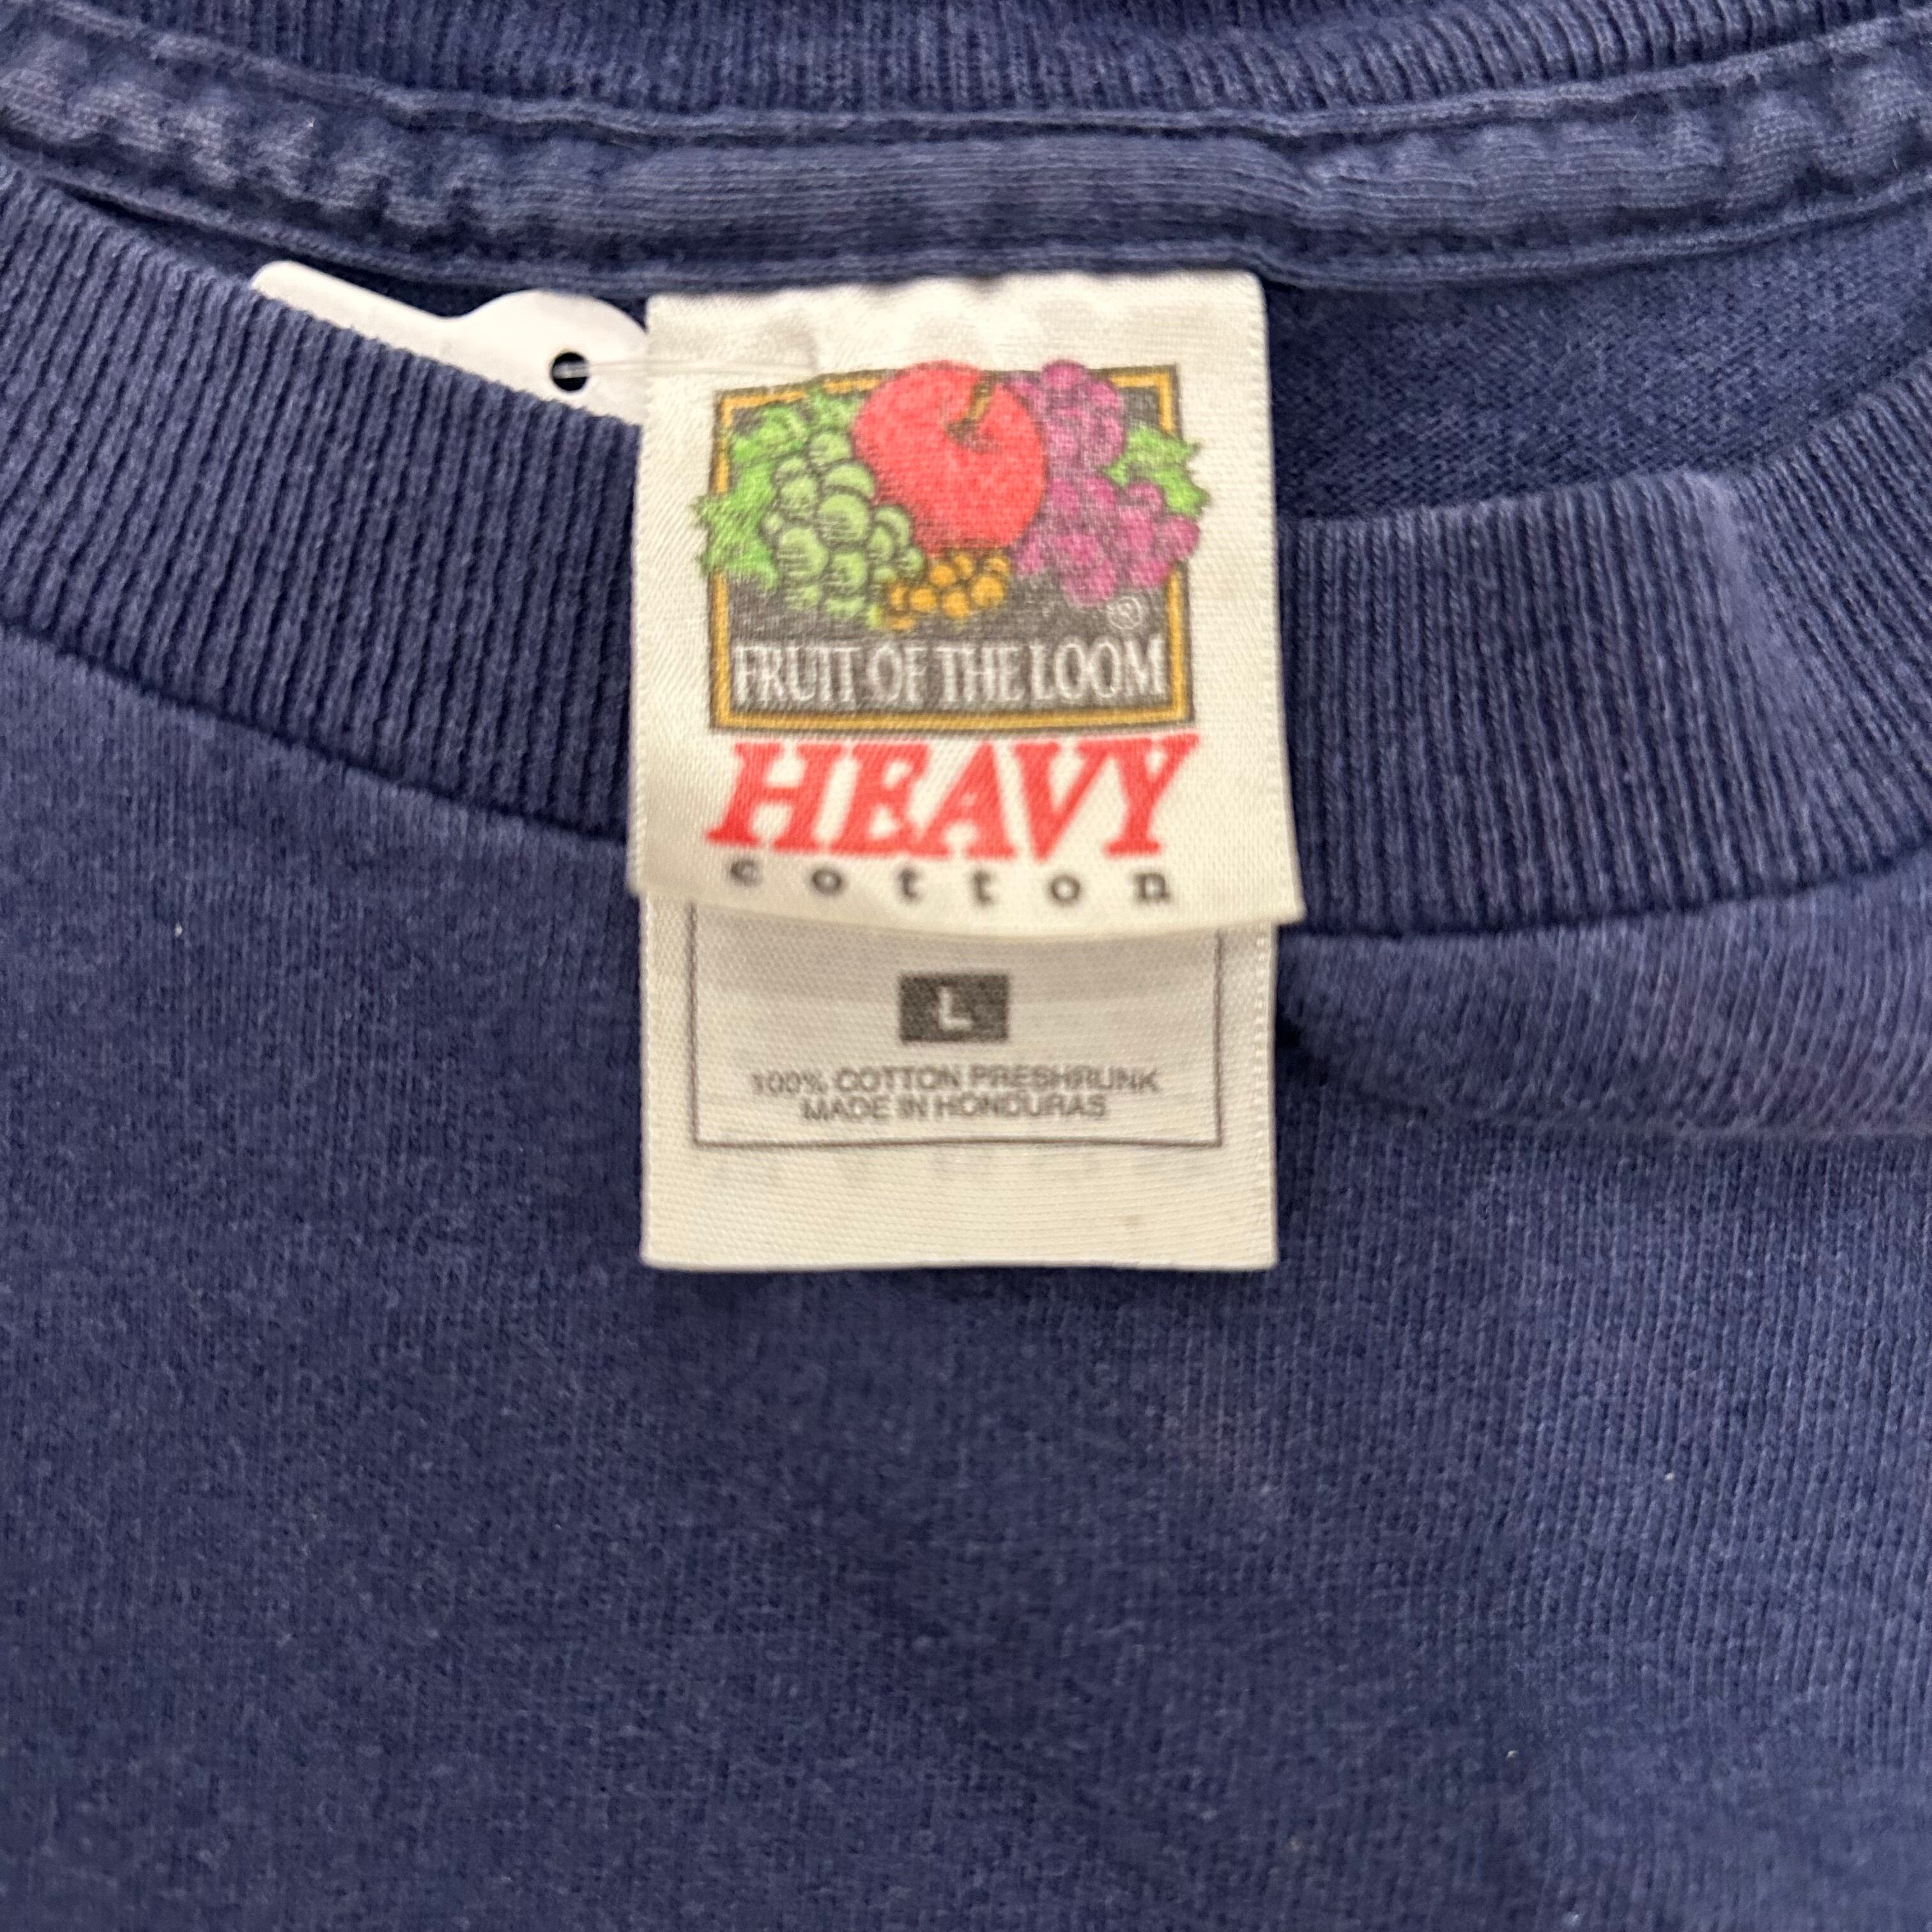 ®
FRUIT OF THE LOOM
HEAVY
cotton
L
100% COTTON PRESHRUNK
MADE IN HONDURAS